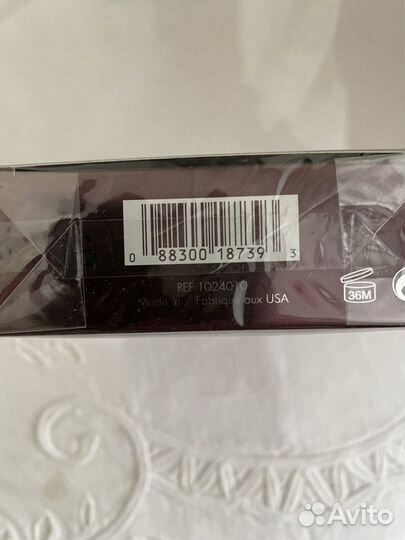 0 88300 18739 3
REF 1024010
Made in / Fabriqué aux USA
36M
Avito